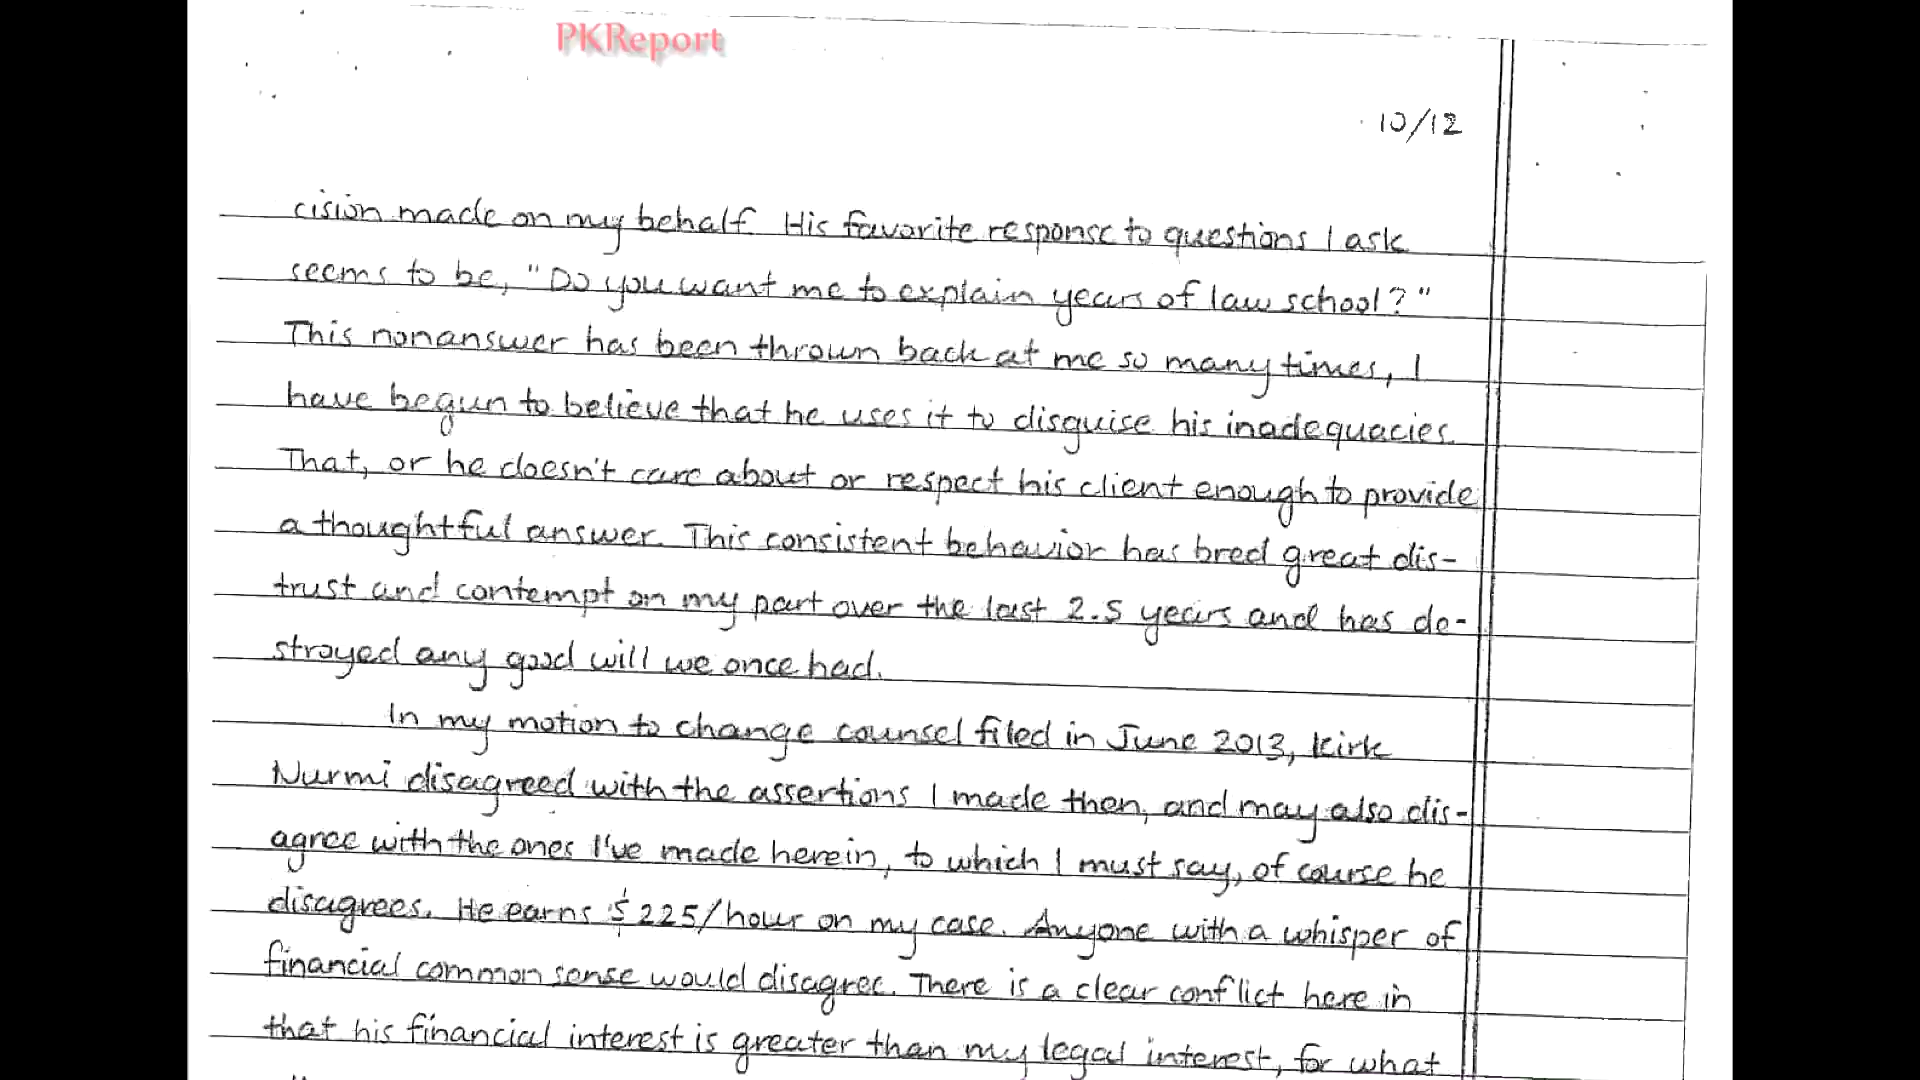 PKReport
10/12
cision made on my behalf. His favorite response to questions I ask
seems to be, "Do you want me to explain years of law school?"
This nonanswer has been thrown back at me so many times, I
have begun to believe that he uses it to disguise his inadequacies.
That, or he doesn't care about or respect his client enough to provide
a thoughtful answer. This consistent behavior has bred great dis-
trust and contempt on my part over the last 2.5 years and has de-
stroyed any good will we once had.
In my motion to change counsel filed in June 2013, Kirk
Nurmi disagreed with the assertions I made then, and may also dis-
agree with the ones I've made herein, to which I must say, of course he
disagrees. He earns $225/hour on my case. Anyone with a whisper of
financial common sense would disagree. There is a clear conflict here in
that his financial interest is greater than my legal interest, for what